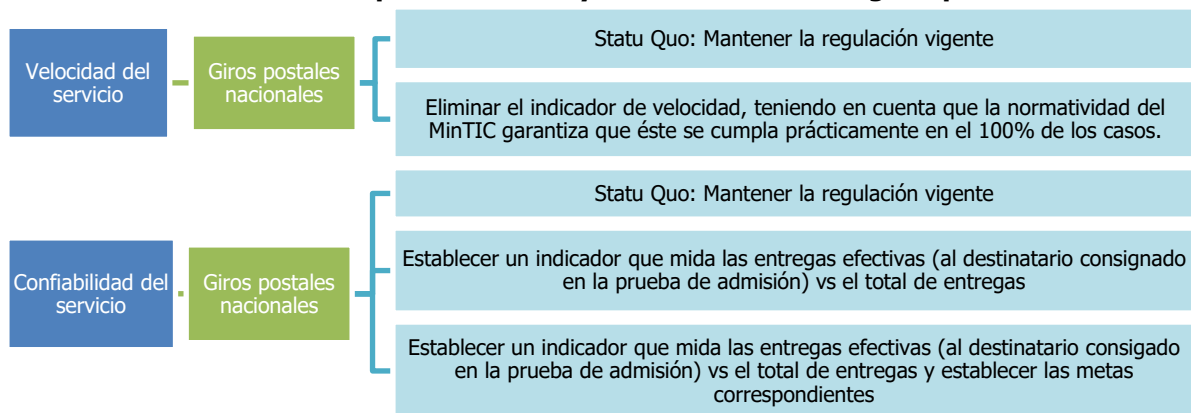 Statu Quo: Mantener la regulación vigente
Velocidad del
servicio
Giros postales
nacionales
Eliminar el indicador de velocidad, teniendo en cuenta que la normatividad del
MinTIC garantiza que éste se cumpla prácticamente en el 100% de los casos.
Statu Quo: Mantener la regulación vigente
Confiabilidad del
servicio
Giros postales
nacionales
Establecer un indicador que mida las entregas efectivas (al destinatario consignado
en la prueba de admisión) vs el total de entregas
Establecer un indicador que mida las entregas efectivas (al destinatario consigado
en la prueba de admisión) vs el total de entregas y establecer las metas
correspondientes